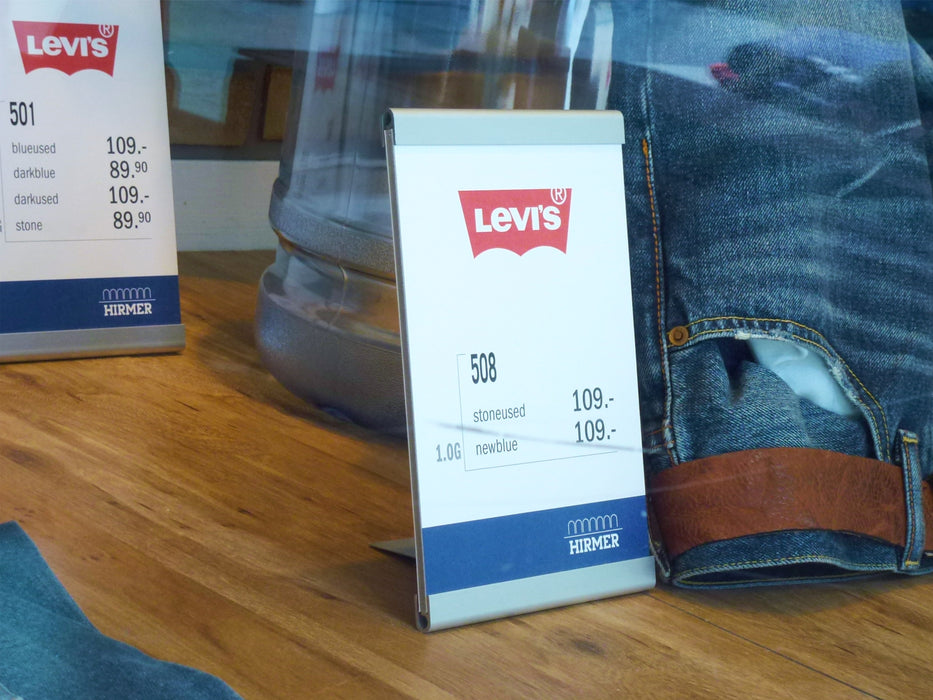 LEVI'S®
501
blueused 109.-
darkblue 89.90
darkused 109.-
stone 89.90
HIRMER
LEVI'S®
508
stoneused 109.-
newblue 109.-
1.OG
HIRMER